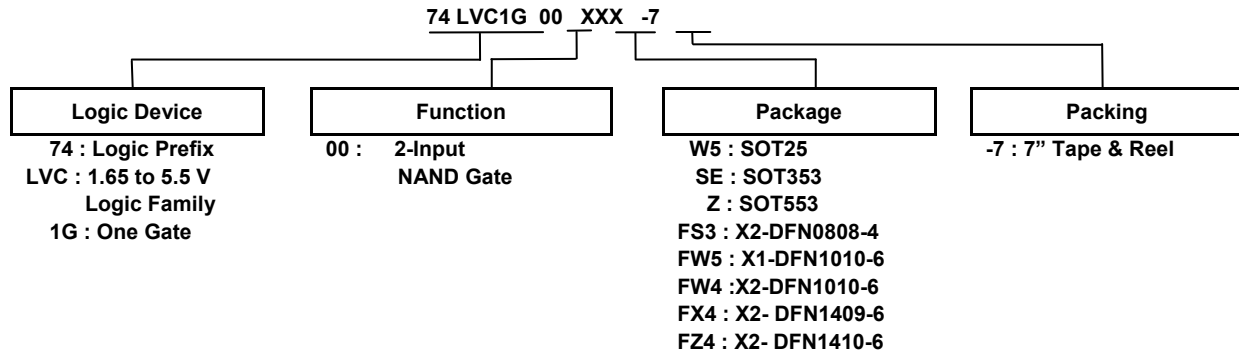 74 LVC1G 00 XXX -7
Logic Device
74 : Logic Prefix
LVC : 1.65 to 5.5 V
Logic Family
1G : One Gate
Function
00 : 2-Input
NAND Gate
Package
W5 : SOT25
SE : SOT353
Z : SOT553
FS3 : X2-DFN0808-4
FW5 : X1-DFN1010-6
FW4 :X2-DFN1010-6
FX4 : X2- DFN1409-6
FZ4 : X2- DFN1410-6
Packing
-7 : 7” Tape & Reel